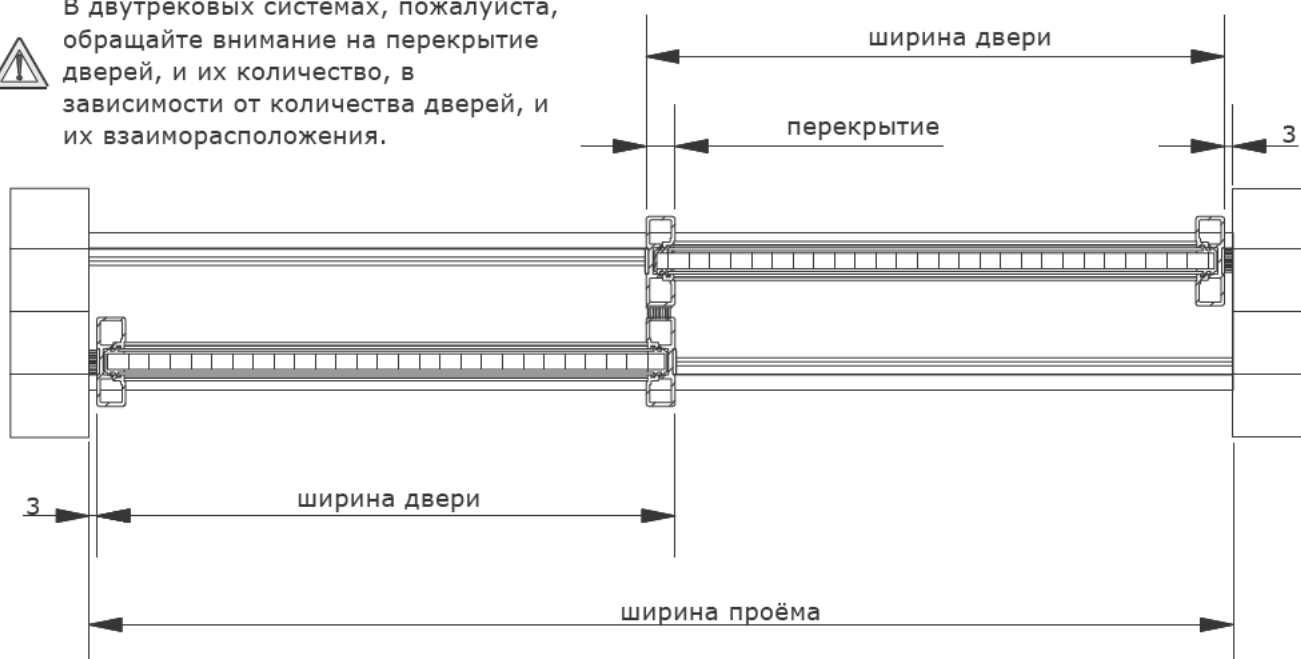 В двутрековых системах, пожалуйста,
обращайте внимание на перекрытие
дверей, и их количество, в
зависимости от количества дверей, и
их взаиморасположения.
ширина двери
перекрытие
3
3
ширина двери
ширина проёма